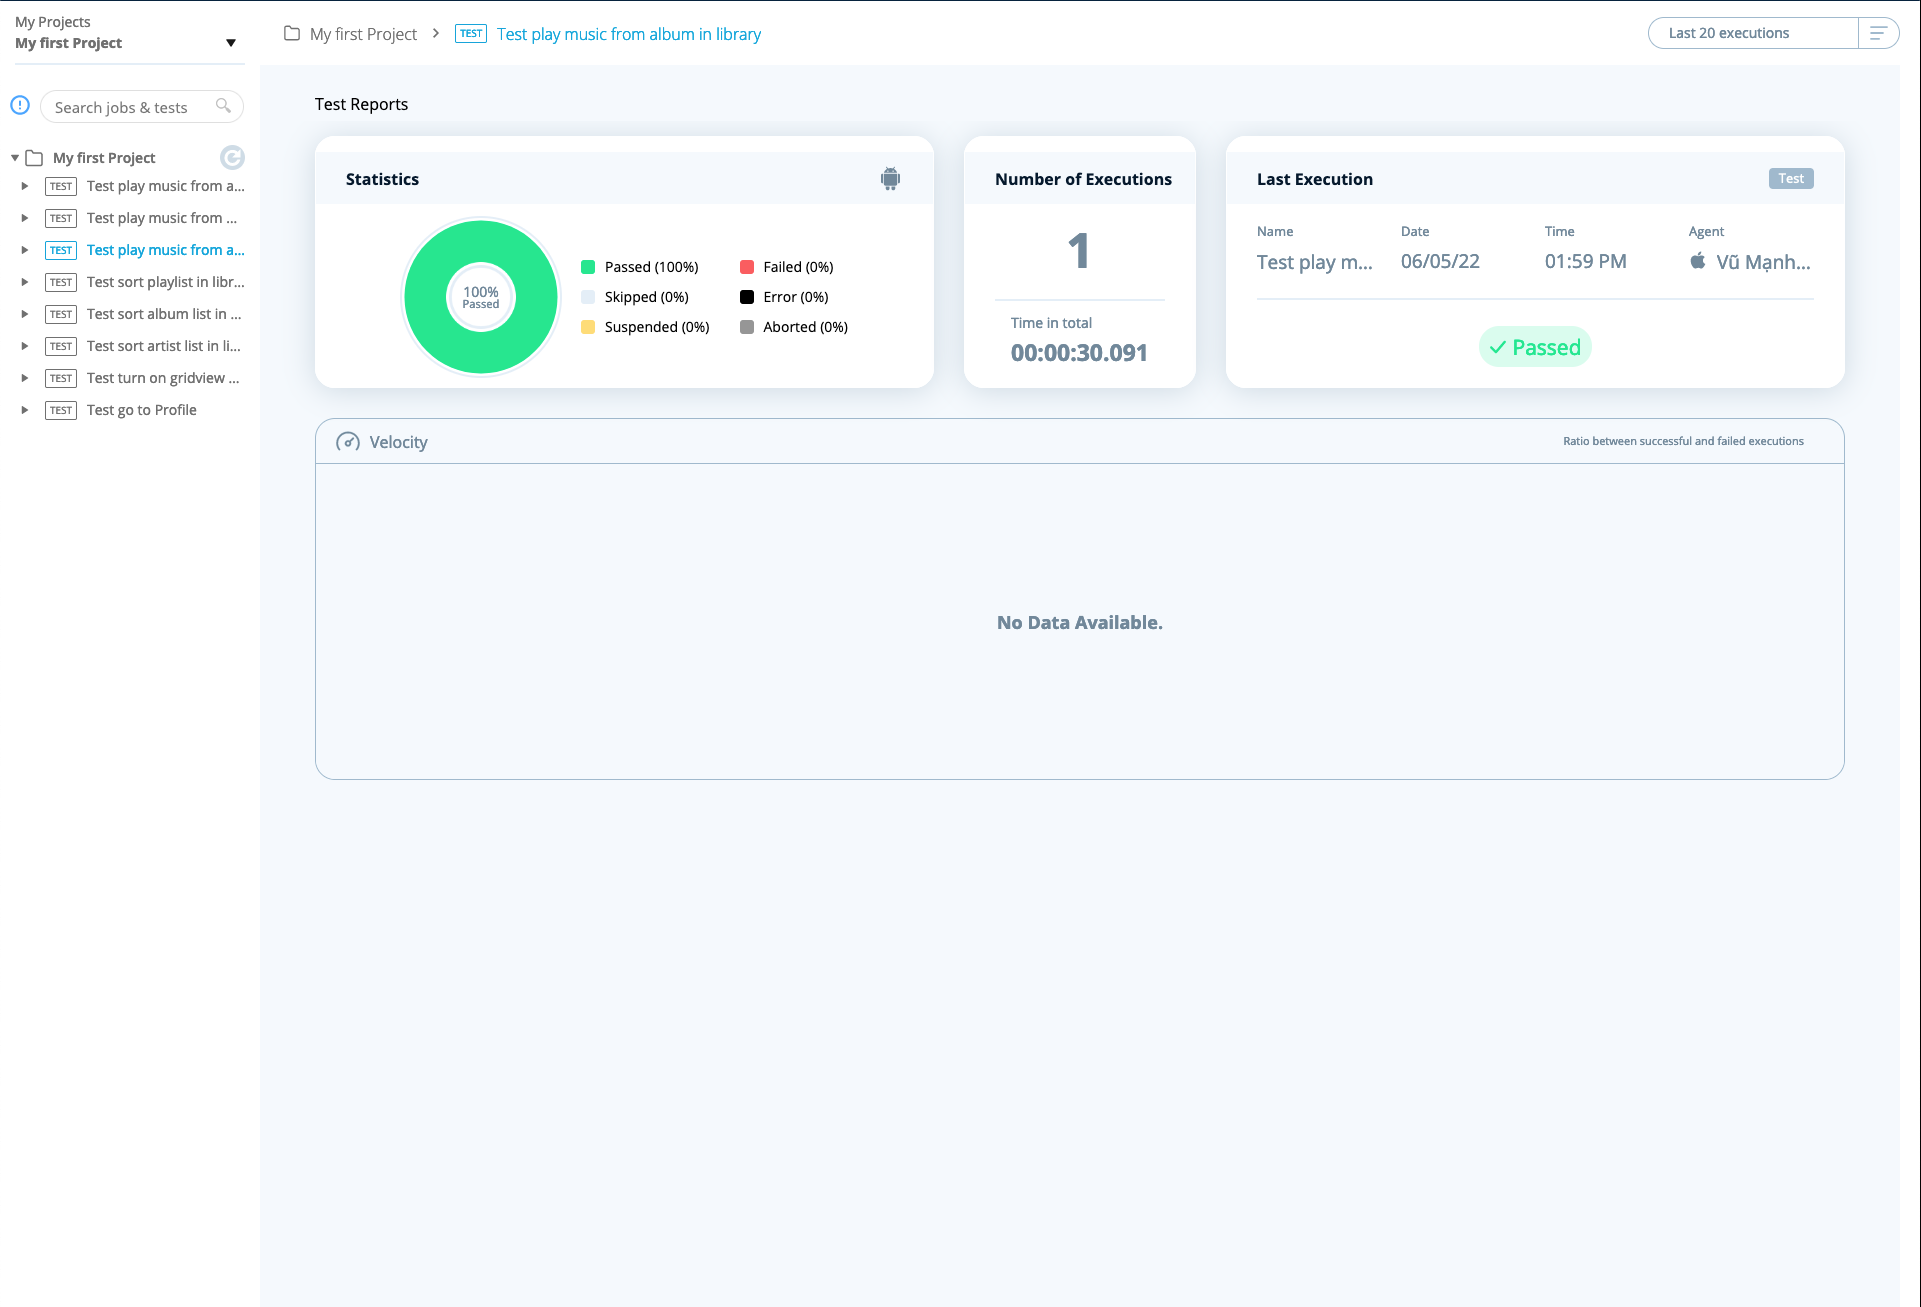 My Projects
My first Project
Search jobs & tests
My first Project
TEST Test play music from a...
TEST Test play music from ...
TEST Test play music from a...
TEST Test sort playlist in libr...
TEST Test sort album list in ...
TEST Test sort artist list in li...
TEST Test turn on gridview ...
TEST Test go to Profile
My first Project > TEST Test play music from album in library
Last 20 executions
Test Reports
Statistics
100%
Passed
Passed (100%)
Failed (0%)
Skipped (0%)
Error (0%)
Suspended (0%)
Aborted (0%)
Number of Executions
1
Time in total
00:00:30.091
Last Execution
Test
Name Date Time Agent
Test play m... 06/05/22 01:59 PM Vũ Mạnh...
Passed
Velocity
Ratio between successful and failed executions
No Data Available.